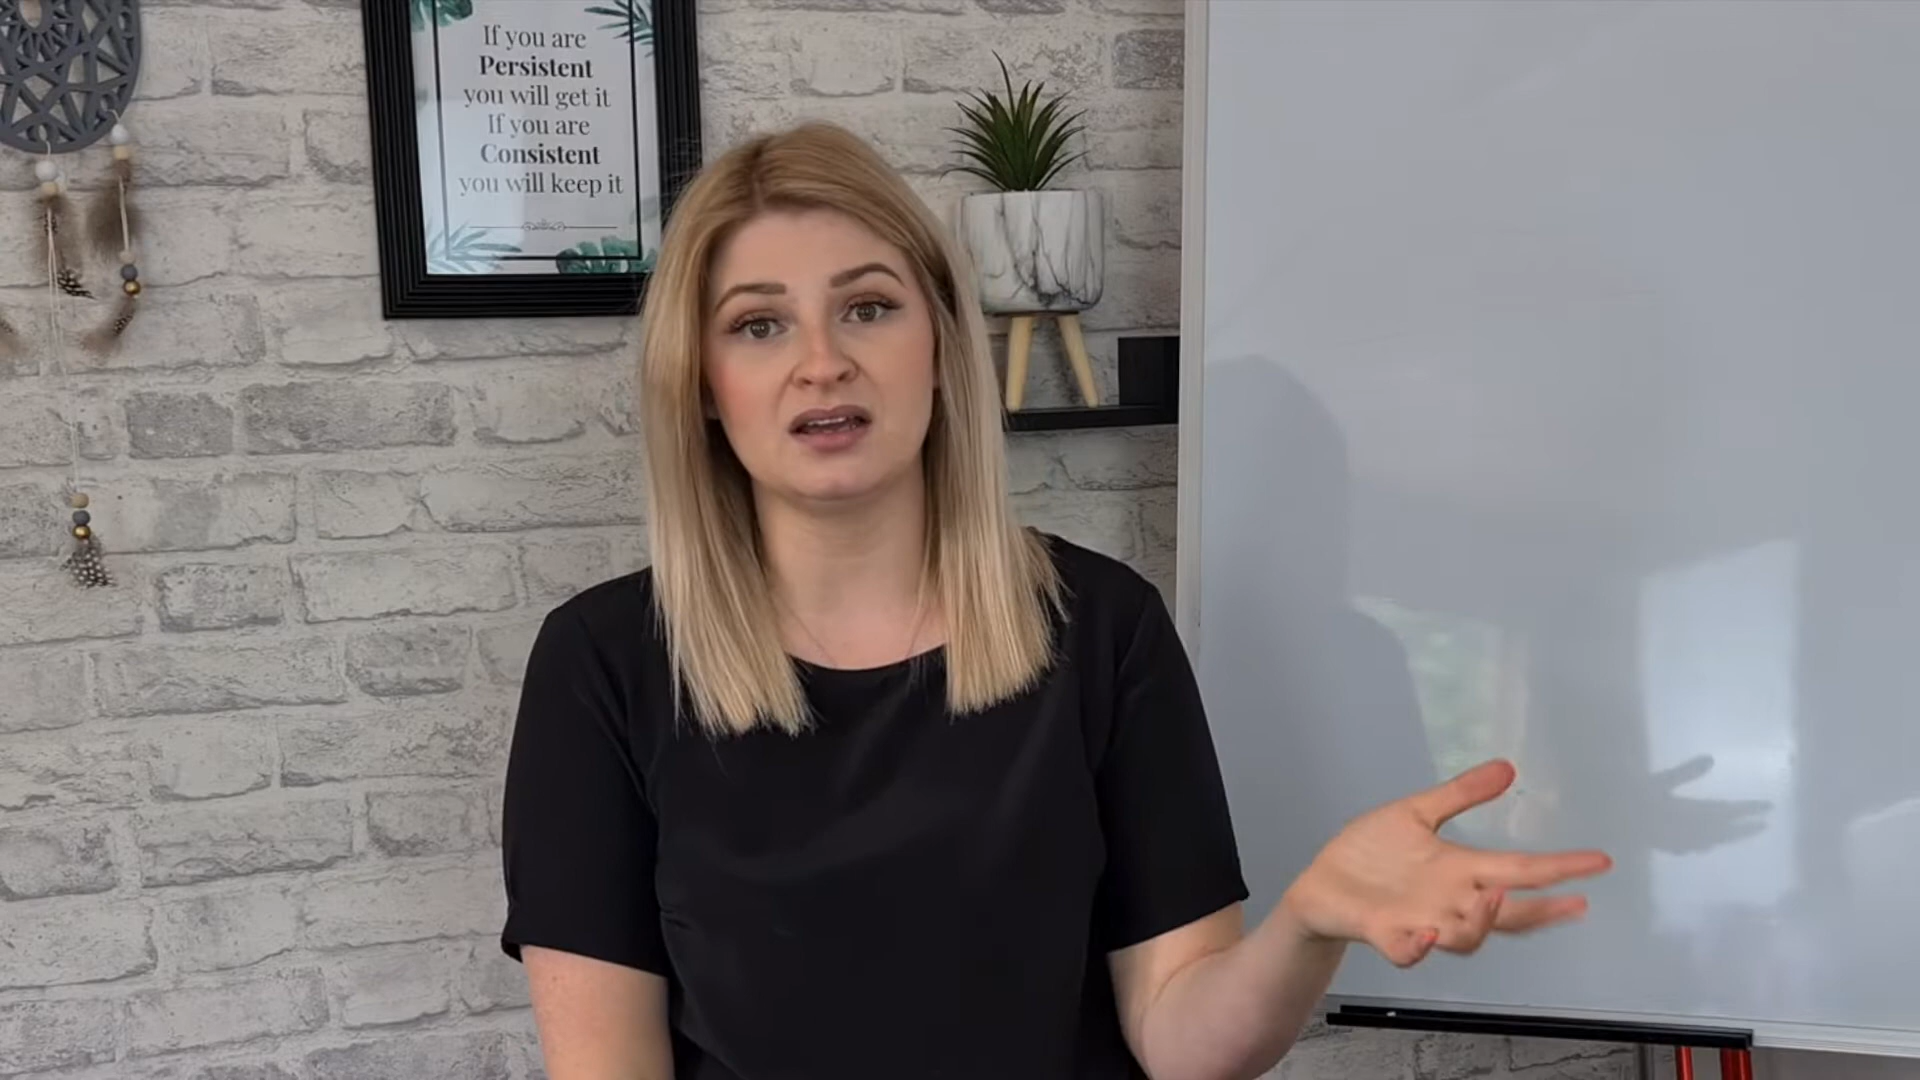 If you are
Persistent
you will get it
If you are
Consistent
you will keep it